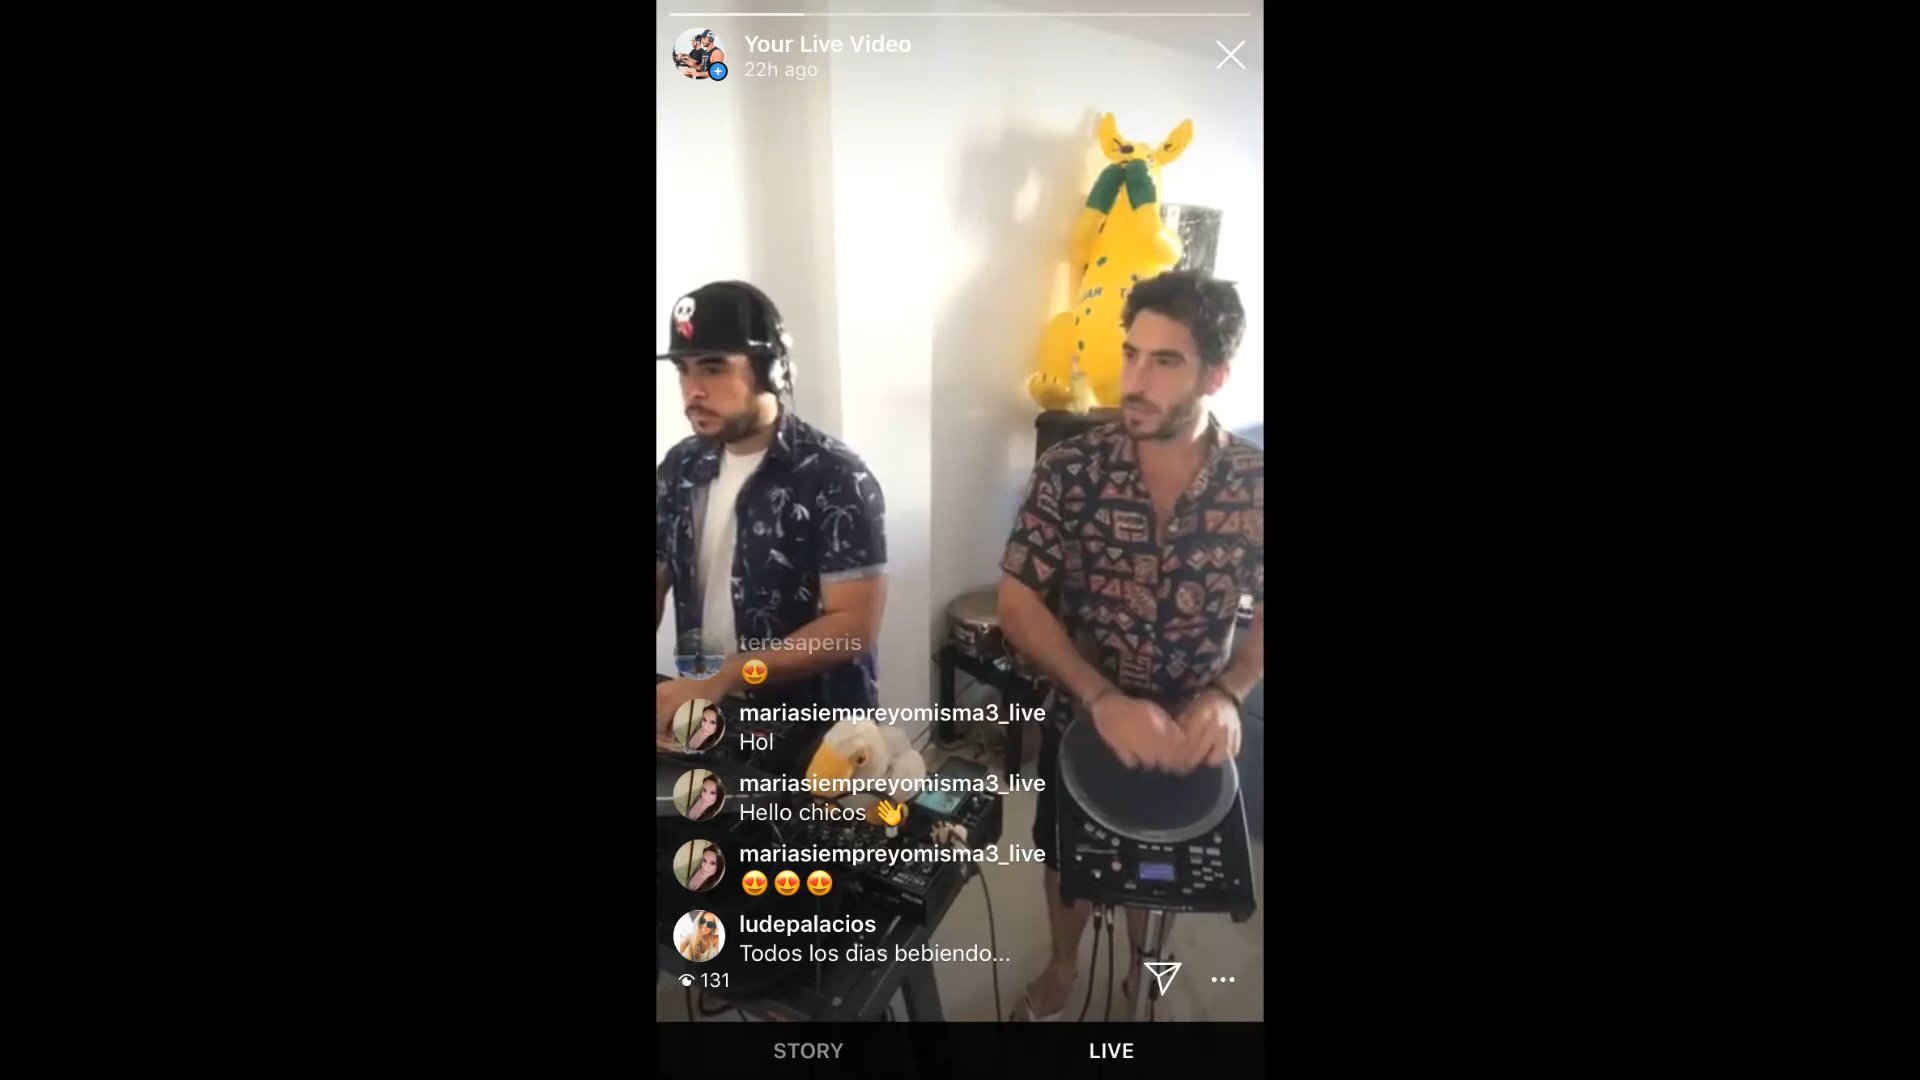 Your Live Video
22h ago
teresaperis
😍
mariasiempreyomisma3_live
Hol
mariasiempreyomisma3_live
Hello chicos 👋
mariasiempreyomisma3_live
😍😍😍
ludepalacios
Todos los dias bebiendo...
131
STORY
LIVE